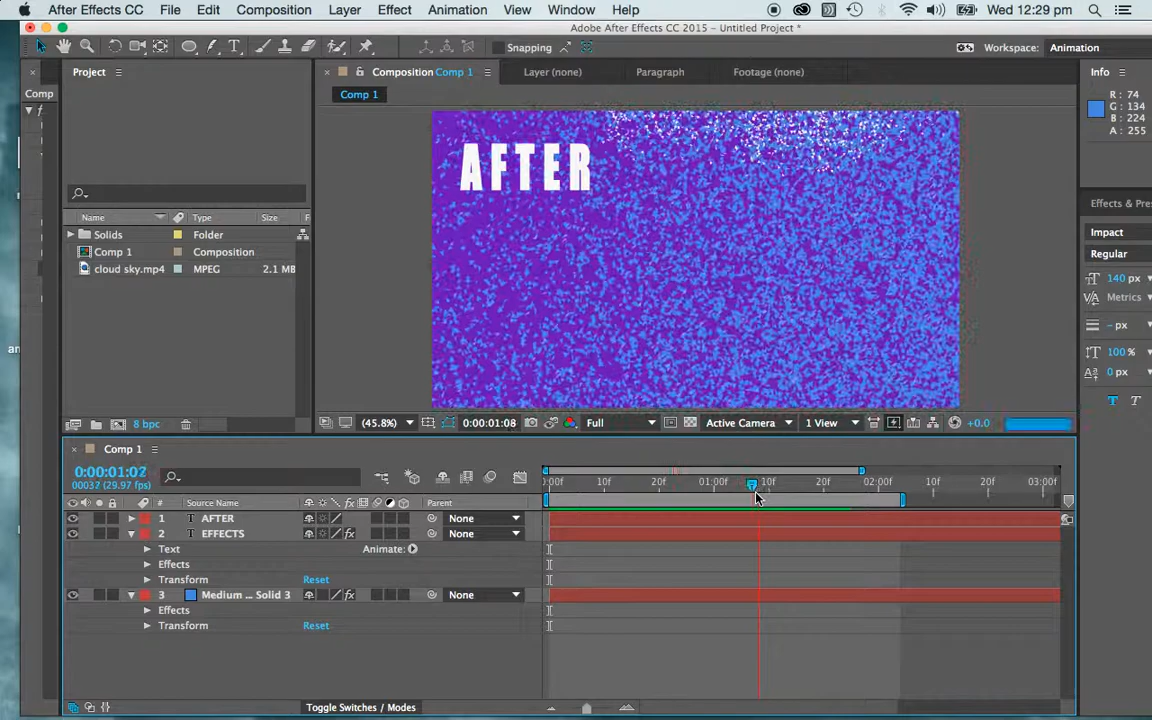 After Effects CC File Edit Composition Layer Effect Animation View Window Help Wed 12:29 pm
Adobe After Effects CC 2015 – Untitled Project *
Snapping Workspace: Animation
Project Composition Comp 1 Layer (none) Paragraph Footage (none) Info
Comp Comp 1
R : 74
G : 134
B : 224
A : 255
AFTER
Name Type Size F
Solids Folder
Comp 1 Composition
cloud sky.mp4 MPEG 2.1 MB
Effects & Pre
Impact
Regular
140 px
Metrics
– px
100 %
0 px
T T
8 bpc (45.8%) 0:00:01:08 Full Active Camera 1 View +0.0
Comp 1
0:00:01:02
00032 (29.97 fps)
:00f 10f 20f 01:00f 10f 20f 02:00f 10f 20f 03:00f
# Source Name fx Parent
1 T AFTER None
2 T EFFECTS fx None
Text Animate:
Effects
Transform Reset
3 Medium ... Solid 3 fx None
Effects
Transform Reset
Toggle Switches / Modes